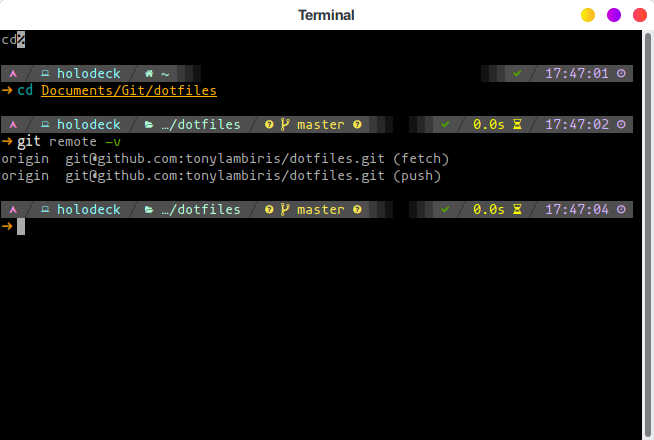 Terminal
cd%
/ holodeck / ~ ✔ / 17:47:01
➜ cd Documents/Git/dotfiles
/ holodeck / …/dotfiles / master ✔ / 0.0s / 17:47:02
➜ git remote -v
origin  git@github.com:tonylambiris/dotfiles.git (fetch)
origin  git@github.com:tonylambiris/dotfiles.git (push)
/ holodeck / …/dotfiles / master ✔ / 0.0s / 17:47:04
➜